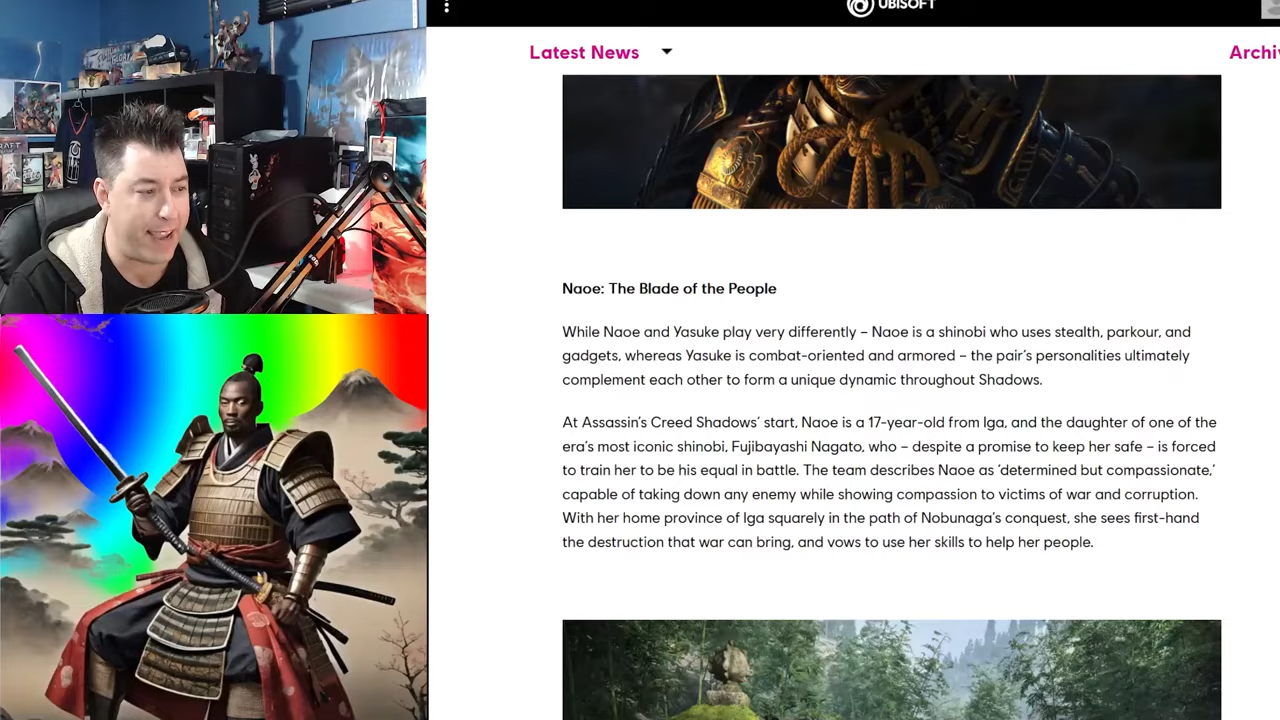 UBISOFT
Latest News
Naoe: The Blade of the People
While Naoe and Yasuke play very differently – Naoe is a shinobi who uses stealth, parkour, and
gadgets, whereas Yasuke is combat-oriented and armored – the pair's personalities ultimately
complement each other to form a unique dynamic throughout Shadows.
At Assassin's Creed Shadows' start, Naoe is a 17-year-old from Iga, and the daughter of one of the
era's most iconic shinobi, Fujibayashi Nagato, who – despite a promise to keep her safe – is forced
to train her to be his equal in battle. The team describes Naoe as 'determined but compassionate,'
capable of taking down any enemy while showing compassion to victims of war and corruption.
With her home province of Iga squarely in the path of Nobunaga's conquest, she sees first-hand
the destruction that war can bring, and vows to use her skills to help her people.